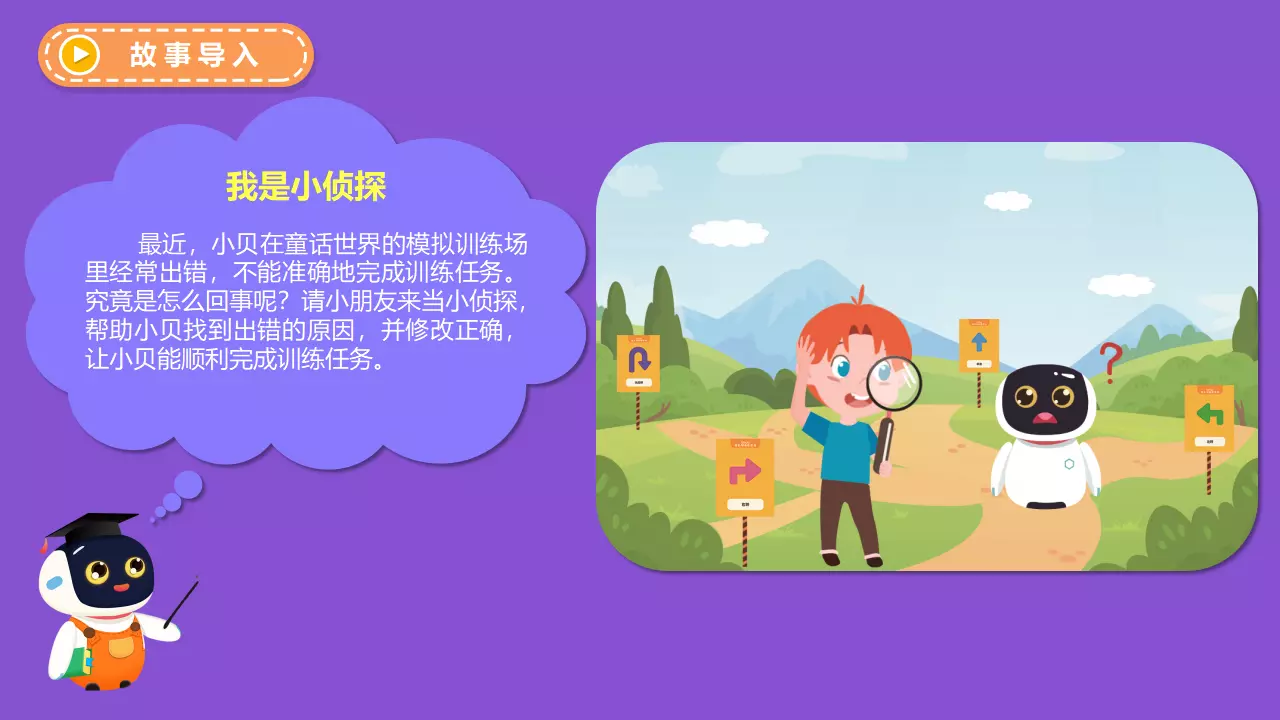 故事导入
我是小侦探
最近，小贝在童话世界的模拟训练场
里经常出错，不能准确地完成训练任务。
究竟是怎么回事呢？请小朋友来当小侦探，
帮助小贝找到出错的原因，并修改正确，
让小贝能顺利完成训练任务。
?